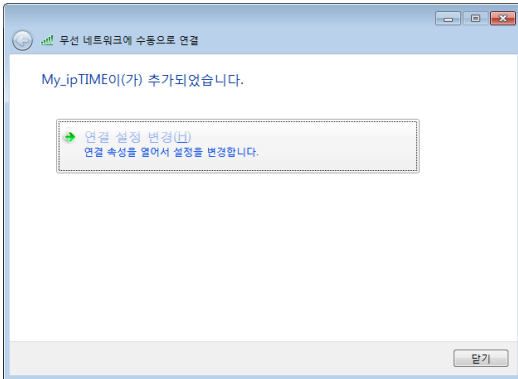 무선 네트워크에 수동으로 연결
My_ipTIME이(가) 추가되었습니다.
연결 설정 변경(H)
연결 속성을 열어서 설정을 변경합니다.
닫기